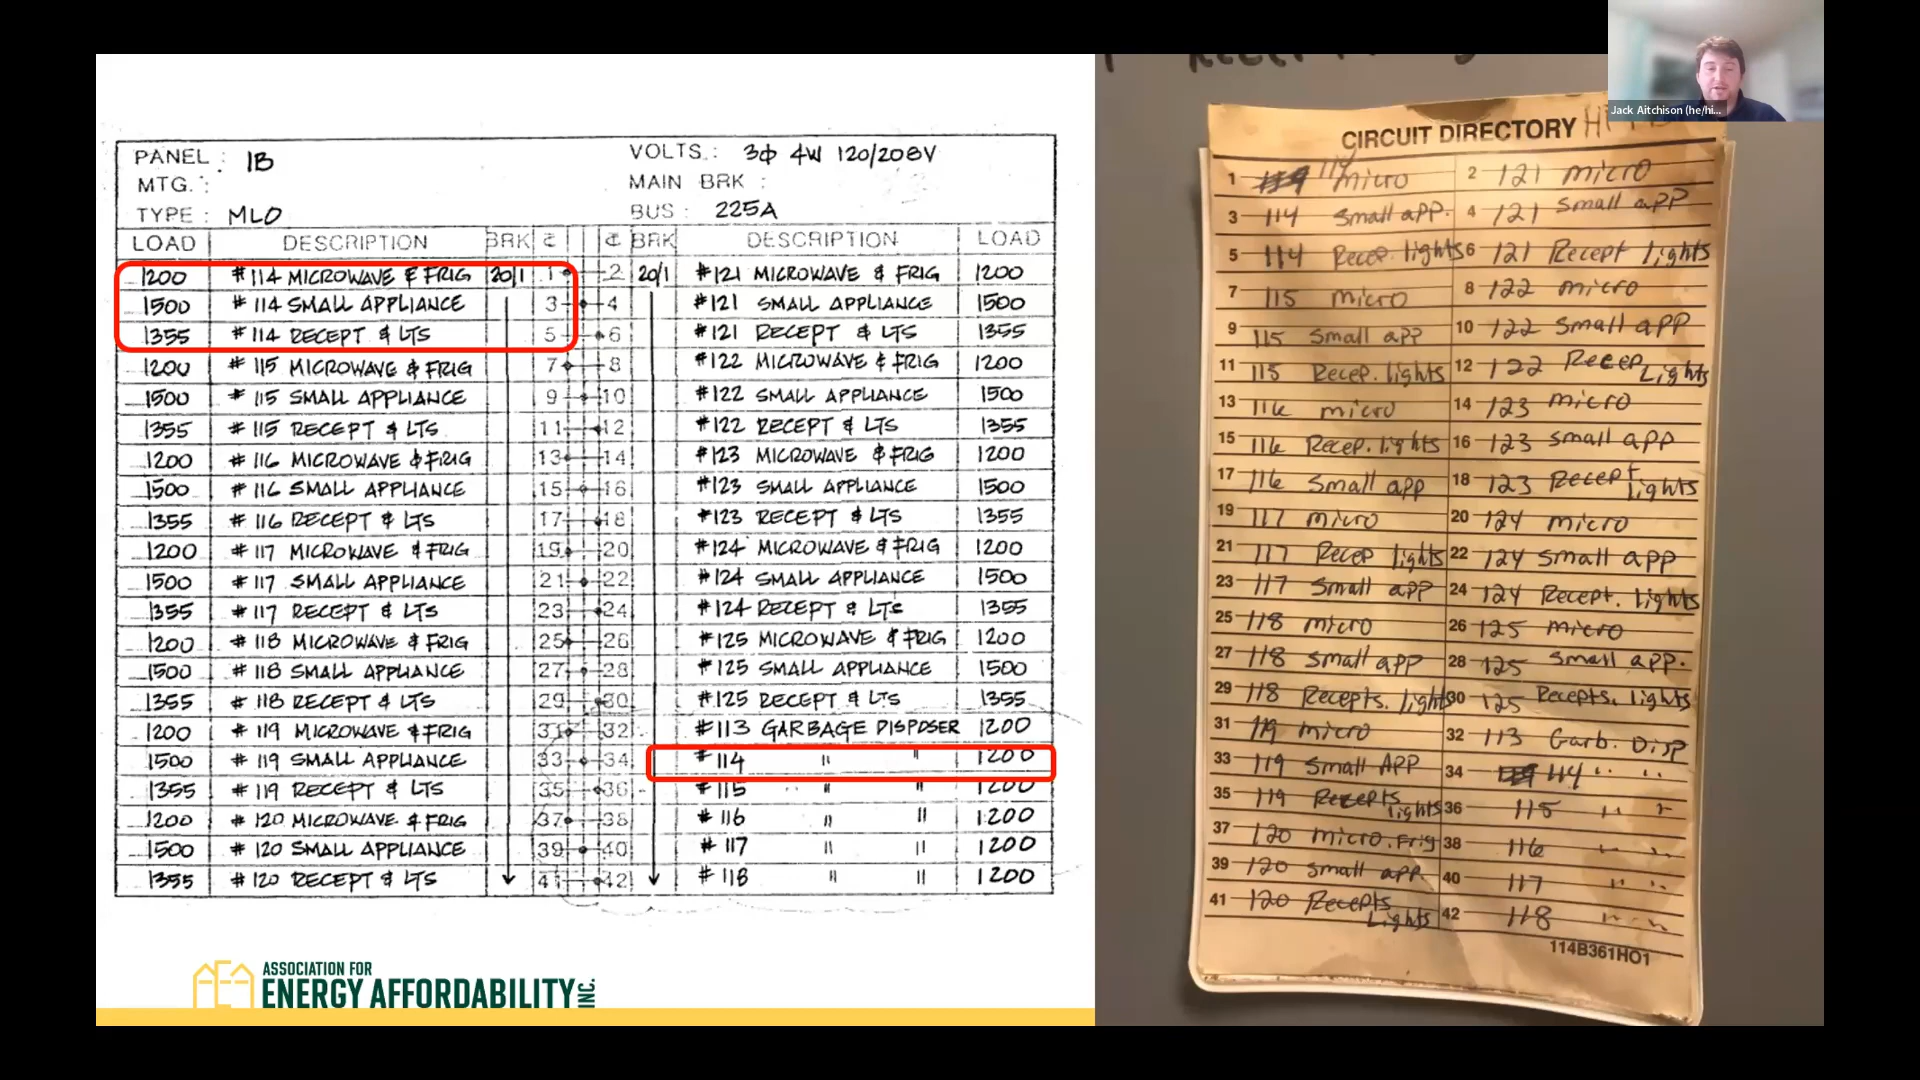 Jack Aitchison (he/hi...
PANEL : 1B
VOLTS : 3Φ 4W 120/208V
MTG. :
MAIN BRK :
TYPE : MLO
BUS : 225A
LOAD DESCRIPTION BRK ¢ ¢ BRK DESCRIPTION LOAD
1200 #114 MICROWAVE & FRIG 20/1 1 2 20/1 #121 MICROWAVE & FRIG 1200
1500 #114 SMALL APPLIANCE 3 4 #121 SMALL APPLIANCE 1500
1355 #114 RECEPT & LTS 5 6 #121 RECEPT & LTS 1355
1200 #115 MICROWAVE & FRIG 7 8 #122 MICROWAVE & FRIG 1200
1500 #115 SMALL APPLIANCE 9 10 #122 SMALL APPLIANCE 1500
1355 #115 RECEPT & LTS 11 12 #122 RECEPT & LTS 1355
1200 #116 MICROWAVE & FRIG 13 14 #123 MICROWAVE & FRIG 1200
1500 #116 SMALL APPLIANCE 15 16 #123 SMALL APPLIANCE 1500
1355 #116 RECEPT & LTS 17 18 #123 RECEPT & LTS 1355
1200 #117 MICROWAVE & FRIG 19 20 #124 MICROWAVE & FRIG 1200
1500 #117 SMALL APPLIANCE 21 22 #124 SMALL APPLIANCE 1500
1355 #117 RECEPT & LTS 23 24 #124 RECEPT & LTS 1355
1200 #118 MICROWAVE & FRIG 25 26 #125 MICROWAVE & FRIG 1200
1500 #118 SMALL APPLIANCE 27 28 #125 SMALL APPLIANCE 1500
1355 #118 RECEPT & LTS 29 30 #125 RECEPT & LTS 1355
1200 #119 MICROWAVE & FRIG 31 32 #113 GARBAGE DISPOSER 1200
1500 #119 SMALL APPLIANCE 33 34 #114 " " 1200
1355 #119 RECEPT & LTS 35 36 #115 " " 1200
1200 #120 MICROWAVE & FRIG 37 38 #116 " " 1200
1500 #120 SMALL APPLIANCE 39 40 #117 " " 1200
1355 #120 RECEPT & LTS 41 42 #118 " " 1200
ASSOCIATION FOR
ENERGY AFFORDABILITY INC.
CIRCUIT DIRECTORY
1 114 micro 2 121 micro
3 114 Small app. 4 121 Small app
5 114 Recep. lights 6 121 Recept lights
7 115 micro 8 122 micro
9 115 Small app 10 122 Small app
11 115 Recep. lights 12 122 Recep Lights
13 116 micro 14 123 micro
15 116 Recep. lights 16 123 Small app
17 116 Small app 18 123 Recept lights
19 117 micro 20 124 micro
21 117 Recep lights 22 124 Small app
23 117 Small app 24 124 Recept. lights
25 118 micro 26 125 micro
27 118 Small app 28 125 Small app.
29 118 Recepts. lights 30 125 Recepts. lights
31 119 micro 32 113 Garb. Disp
33 119 Small App 34 114 " "
35 119 Recepts lights 36 115 " "
37 120 micro. Frig 38 116 " "
39 120 Small app. 40 117 " "
41 120 Recepts Lights 42 118 " "
114B361H01